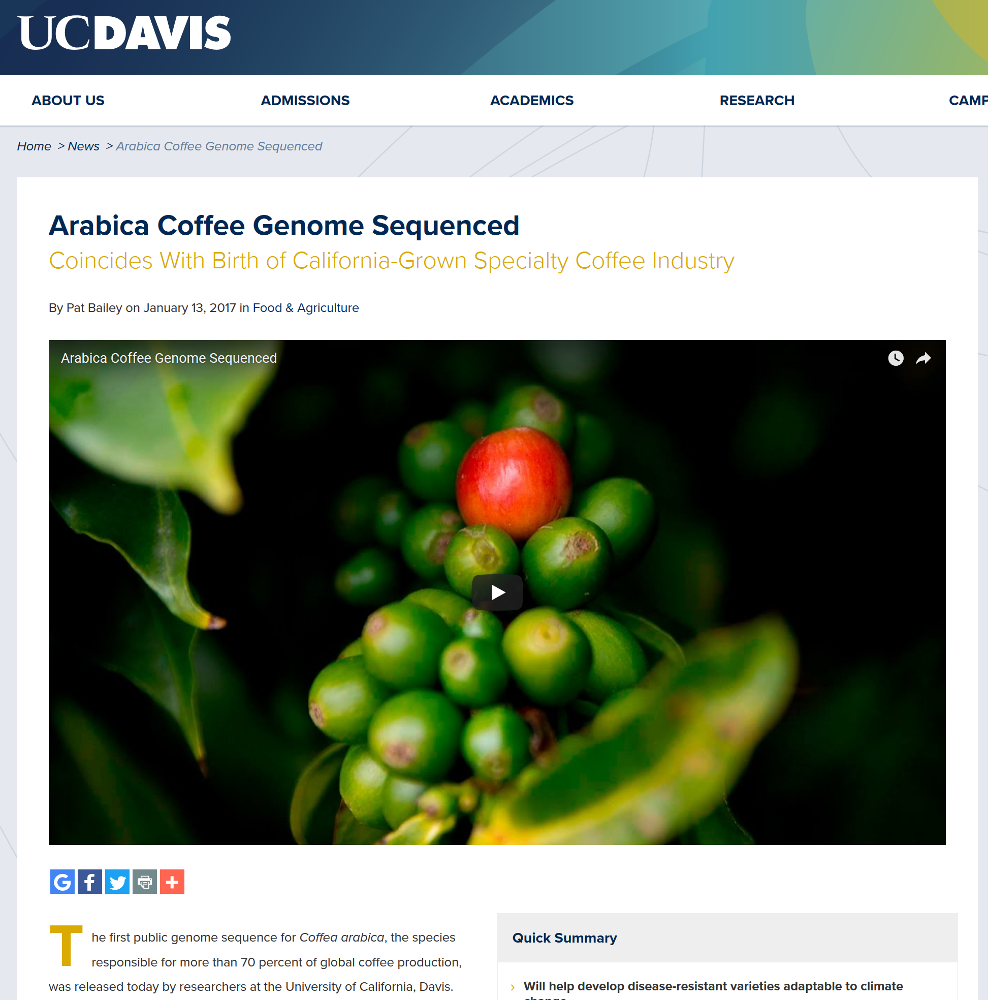 UCDAVIS
ABOUT US
ADMISSIONS
ACADEMICS
RESEARCH
CAMP
Home > News > Arabica Coffee Genome Sequenced
Arabica Coffee Genome Sequenced
Coincides With Birth of California-Grown Specialty Coffee Industry
By Pat Bailey on January 13, 2017 in Food & Agriculture
Arabica Coffee Genome Sequenced
The first public genome sequence for Coffea arabica, the species
responsible for more than 70 percent of global coffee production,
was released today by researchers at the University of California, Davis.
Quick Summary
Will help develop disease-resistant varieties adaptable to climate
change